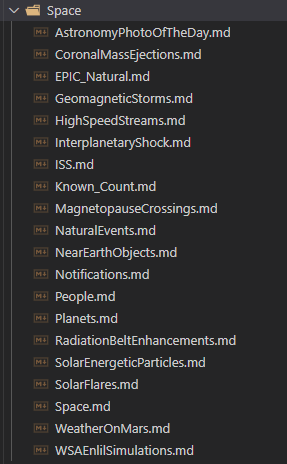 Space
AstronomyPhotoOfTheDay.md
CoronalMassEjections.md
EPIC_Natural.md
GeomagneticStorms.md
HighSpeedStreams.md
InterplanetaryShock.md
ISS.md
Known_Count.md
MagnetopauseCrossings.md
NaturalEvents.md
NearEarthObjects.md
Notifications.md
People.md
Planets.md
RadiationBeltEnhancements.md
SolarEnergeticParticles.md
SolarFlares.md
Space.md
WeatherOnMars.md
WSAEnlilSimulations.md